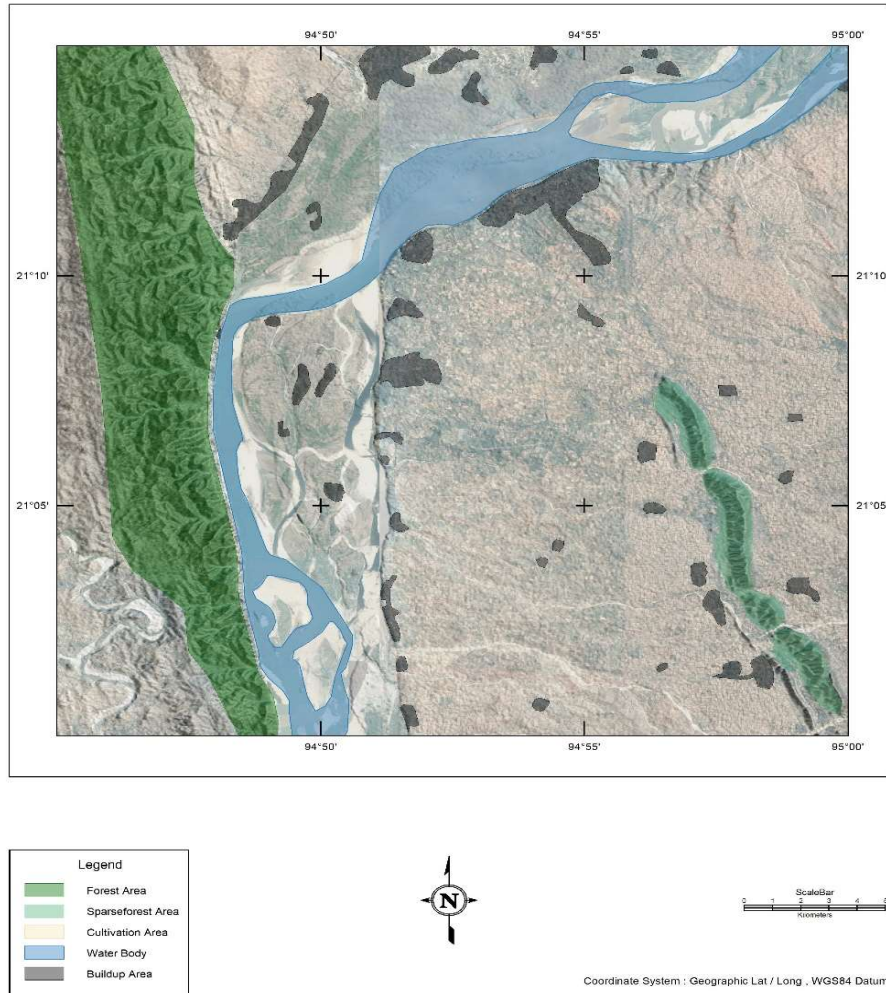 94°50' 94°55' 95°00'
21°10' 21°10'
21°05' 21°05'
94°50' 94°55' 95°00'
Legend
Forest Area
Sparseforest Area
Cultivation Area
Water Body
Buildup Area
N
ScaleBar
0 1 2 3 4 5
Kilometers
Coordinate System : Geographic Lat / Long , WGS84 Datum